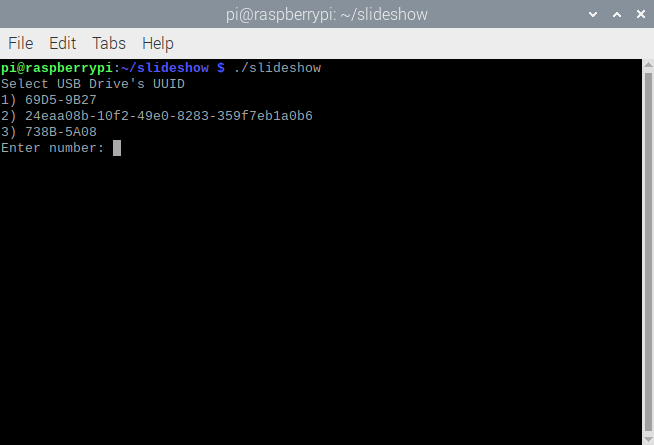 pi@raspberrypi: ~/slideshow
File Edit Tabs Help
pi@raspberrypi:~/slideshow $ ./slideshow
Select USB Drive's UUID
1) 69D5-9B27
2) 24eaa08b-10f2-49e0-8283-359f7eb1a0b6
3) 738B-5A08
Enter number: